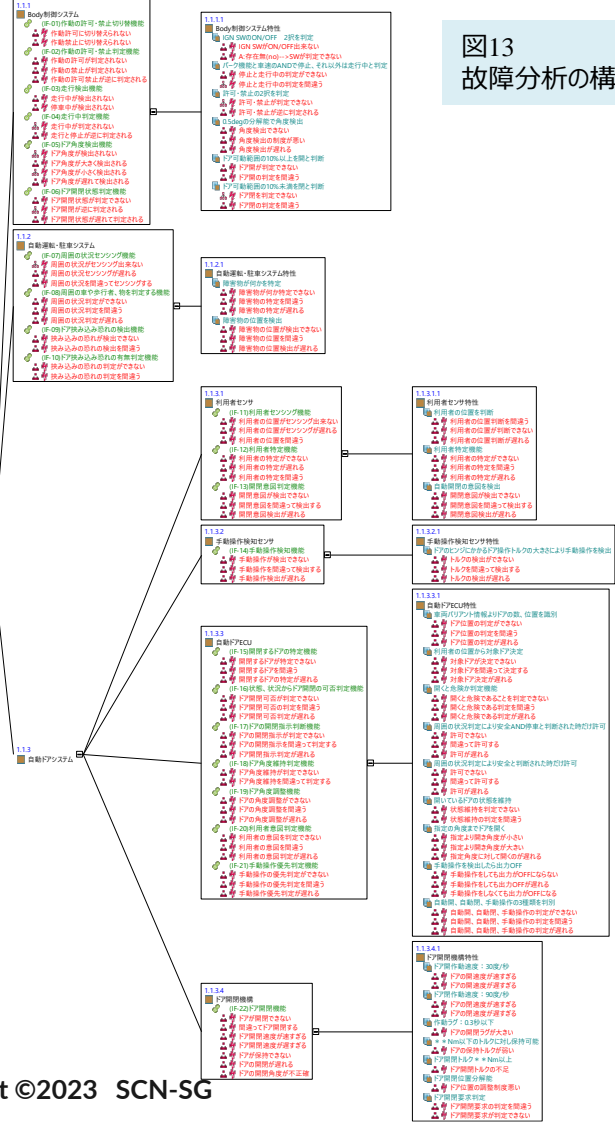 図13
故障分析の構
1.1.1
Body制御システム
(IF-01)作動の許可・禁止切り替機能
作動許可に切り替えられない
作動禁止に切り替えられない
(IF-02)作動の許可・禁止判定機能
作動の許可が判定されない
作動の禁止が判定されない
作動の許可禁止が逆に判定される
(IF-03)走行検出機能
走行中が検出されない
停車中が検出されない
(IF-04)走行中判定機能
走行中が判定されない
走行と停止が逆に判定される
(IF-05)ドア角度検出機能
ドア角度が検出されない
ドア角度が大きく検出される
ドア角度が小さく検出される
ドア角度が遅れて検出される
(IF-06)ドア開閉状態判定機能
ドア開閉状態が判定できない
ドア開閉が逆に判定される
ドア開閉状態が遅れて判定される
1.1.1.1
Body制御システム特性
IGN SWのON/OFF 2択を判定
IGN SWがON/OFF出来ない
A:存在無(no)-->SWが判定できない
パーク機能と車速のANDで停止、それ以外は走行中と判定
停止と走行中の判定ができない
停止と走行中の判定を間違う
許可・禁止の2択を判定
許可・禁止が判定できない
許可・禁止が逆に判定される
0.5degの分解能で角度検出
角度検出できない
角度検出の制度が悪い
角度検出が遅れる
ドア可動範囲の10%以上を開と判断
ドア開が判定できない
ドア開の判定を間違う
ドア可動範囲の10%未満を閉と判断
ドア閉を判定できない
ドア閉の判定を間違う
1.1.2
自動運転・駐車システム
(IF-07)周囲の状況センシング機能
周囲の状況がセンシング出来ない
周囲の状況センシングが遅れる
周囲の状況を間違ってセンシングする
(IF-08)周囲の車や歩行者、物を判定する機能
周囲の状況判定ができない
周囲の状況判定を間違う
周囲の状況判定が遅れる
(IF-09)ドア挟み込み恐れの検出機能
挟み込みの恐れが検出できない
挟み込みの恐れの検出を間違う
(IF-10)ドア挟み込み恐れの有無判定機能
挟み込みの恐れの判定ができない
挟み込みの恐れの判定を間違う
1.1.2.1
自動運転・駐車システム特性
障害物が何かを特定
障害物が何か特定できない
障害物の特定を間違う
障害物の特定が遅れる
障害物の位置を検出
障害物の位置が検出できない
障害物の位置検出を間違う
障害物の位置検出が遅れる
1.1.3
自動ドアシステム
1.1.3.1
利用者センサ
(IF-11)利用者センシング機能
利用者の位置がセンシング出来ない
利用者の位置がセンシングが遅れる
利用者の位置を間違う
(IF-12)利用者特定機能
利用者の特定ができない
利用者の特定が遅れる
利用者の特定を間違う
(IF-13)開閉意図判定機能
開閉意図が検出できない
開閉意図を間違って検出する
開閉意図検出が遅れる
1.1.3.1.1
利用者センサ特性
利用者の位置を判断
利用者の位置判断を間違う
利用者の位置が判断できない
利用者の位置判断が遅れる
利用者特定機能
利用者の特定ができない
利用者の特定を間違う
利用者の特定が遅れる
自動開閉の意図を検出
開閉意図が検出できない
開閉意図を間違って検出する
開閉意図検出が遅れる
1.1.3.2
手動操作検知センサ
(IF-14)手動操作検知機能
手動操作が検出できない
手動操作を間違って検出する
手動操作検出が遅れる
1.1.3.2.1
手動操作検知センサ特性
ドアのヒンジにかかるドア操作トルクの大きさにより手動操作を検出
トルクの検出ができない
トルクを間違って検出する
トルクの検出が遅れる
1.1.3.3
自動ドアECU
(IF-15)開閉するドアの特定機能
開閉するドアが特定できない
開閉するドアを間違う
開閉するドアの特定が遅れる
(IF-16)状態、状況からドア開閉の可否判定機能
ドア開閉可否が判定できない
ドア開閉可否の判定を間違う
ドア開閉可否判定が遅れる
(IF-17)ドアの開閉指示判断機能
ドアの開閉指示が判定できない
ドアの開閉指示を間違って判定する
ドア開閉指示判定が遅れる
(IF-18)ドア角度維持判定機能
ドア角度維持が判定できない
ドア角度維持を間違って判定する
(IF-19)ドア角度調整機能
ドアの角度調整ができない
ドアの角度調整を間違う
ドアの角度調整が遅れる
(IF-20)利用者意図判定機能
利用者の意図を判定できない
利用者の意図を間違う
利用者の意図判定が遅れる
(IF-21)手動操作優先判定機能
手動操作の優先判定ができない
手動操作の優先判定を間違う
手動操作優先判定が遅れる
1.1.3.3.1
自動ドアECU特性
車両バリアント情報よりドアの数、位置を識別
ドア位置の判定ができない
ドア位置の判定を間違う
ドア位置の判定が遅れる
利用者の位置から対象ドア決定
対象ドアが決定できない
対象ドアを間違って決定する
対象ドア決定が遅れる
開くと危険か判定機能
開くと危険であることを判定できない
開くと危険である判定を間違う
開くと危険である判定が遅れる
周囲の状況判定により安全AND停車と判断された時だけ許可
許可できない
間違って許可する
許可が遅れる
周囲の状況判定により安全と判断された時だけ許可
許可できない
間違って許可する
許可が遅れる
開いているドアの状態を維持
状態維持を判定できない
状態維持の判定を間違う
指定の角度までドアを開く
指定より開き角度が小さい
指定より開き角度が大きい
指定角度に対して開くのが遅れる
手動操作を検出したら出力OFF
手動操作をしても出力がOFFにならない
手動操作をしても出力OFFが遅れる
手動操作をしなくても出力がOFFになる
自動開、自動閉、手動操作の3種類を判別
自動開、自動閉、手動操作の判定ができない
自動開、自動閉、手動操作の判定を間違う
自動開、自動閉、手動操作の判定が遅れる
1.1.3.4
ドア開閉機構
(IF-22)ドア開閉機能
ドアが開閉できない
間違ってドア開閉する
ドア開閉速度が速すぎる
ドア開閉速度が遅すぎる
ドアが保持できない
ドアの開閉が遅れる
ドアの開閉角度が不正確
1.1.3.4.1
ドア開閉機構特性
ドア開作動速度：30度/秒
ドアの開速度が速すぎる
ドアの開速度が遅すぎる
ドア閉作動速度：90度/秒
ドアの閉速度が速すぎる
ドアの閉速度が遅すぎる
作動ラグ：0.3秒以下
ドアの開閉ラグが大きい
＊＊Nm以下のトルクに対し保持可能
ドアの保持トルクが弱い
ドア開閉トルク＊＊Nm以上
ドア開閉トルクの不足
ドア開閉位置分解能
ドア位置の調整制度悪い
ドア開閉要求判定
ドア開閉要求の判定を間違う
ドア開閉要求が判定できない
t ©2023 SCN-SG